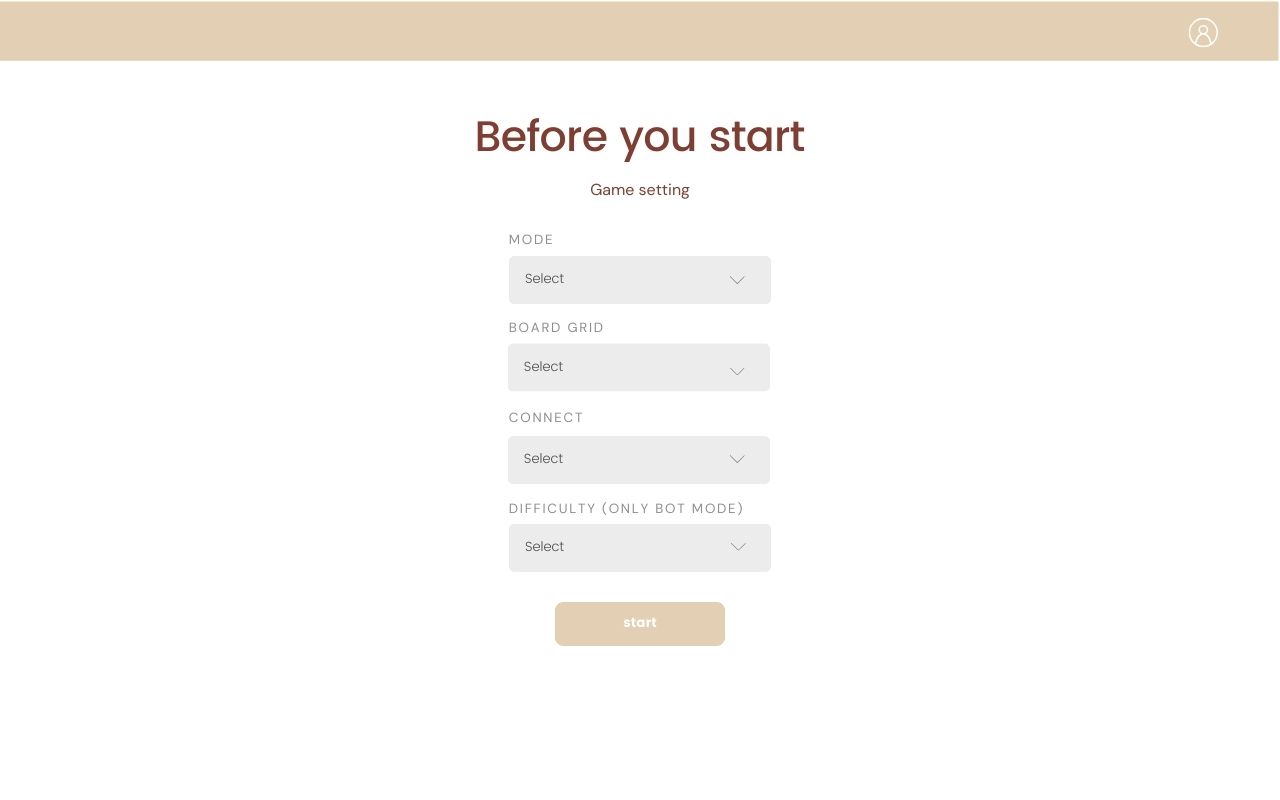 Before you start
Game setting
MODE
Select
BOARD GRID
Select
CONNECT
Select
DIFFICULTY (ONLY BOT MODE)
Select
start